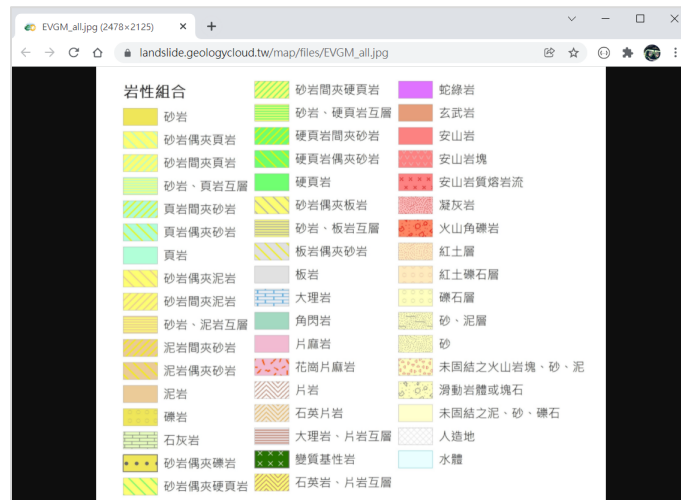 EVGM_all.jpg (2478×2125)
landslide.geologycloud.tw/map/files/EVGM_all.jpg
岩性組合
砂岩
砂岩偶夾頁岩
砂岩間夾頁岩
砂岩、頁岩互層
頁岩間夾砂岩
頁岩偶夾砂岩
頁岩
砂岩偶夾泥岩
砂岩間夾泥岩
砂岩、泥岩互層
泥岩間夾砂岩
泥岩偶夾砂岩
泥岩
礫岩
石灰岩
砂岩偶夾礫岩
砂岩偶夾硬頁岩
砂岩間夾硬頁岩
砂岩、硬頁岩互層
硬頁岩間夾砂岩
硬頁岩偶夾砂岩
硬頁岩
砂岩偶夾板岩
砂岩、板岩互層
板岩偶夾砂岩
板岩
大理岩
角閃岩
片麻岩
花崗片麻岩
片岩
石英片岩
大理岩、片岩互層
變質基性岩
石英岩、片岩互層
蛇綠岩
玄武岩
安山岩
安山岩塊
安山岩質熔岩流
凝灰岩
火山角礫岩
紅土層
紅土礫石層
礫石層
砂、泥層
砂
未固結之火山岩塊、砂、泥
滑動岩體或塊石
未固結之泥、砂、礫石
人造地
水體